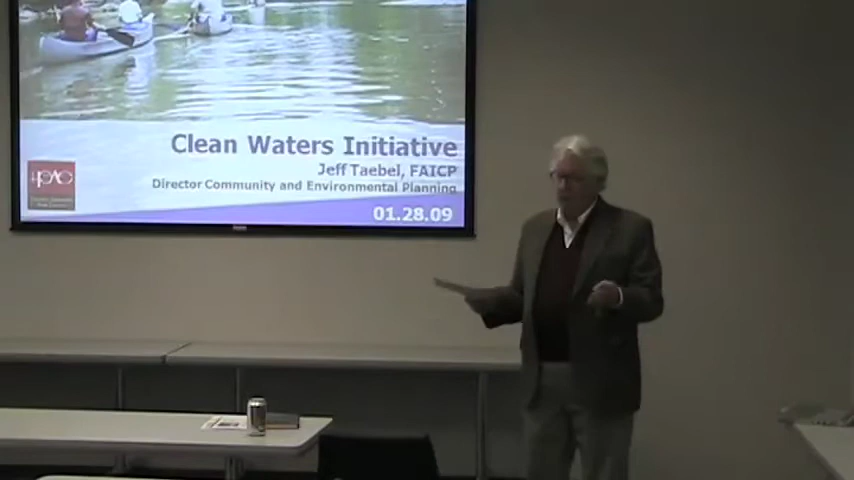 Clean Waters Initiative
Jeff Taebel, FAICP
Director Community and Environmental Planning
01.28.09